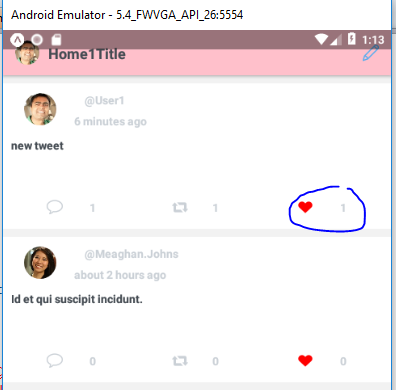 Android Emulator - 5.4_FWVGA_API_26:5554
1:13
Home1Title
@User1
6 minutes ago
new tweet
1 1 1
@Meaghan.Johns
about 2 hours ago
Id et qui suscipit incidunt.
0 0 0